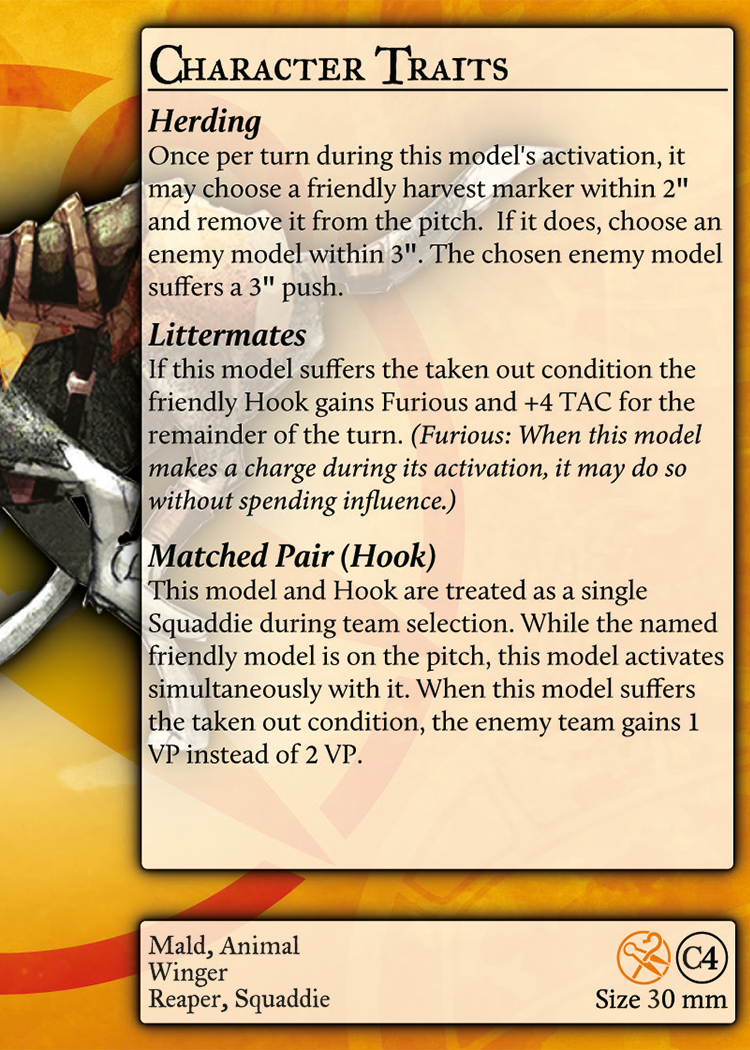 Character Traits
Herding
Once per turn during this model's activation, it
may choose a friendly harvest marker within 2"
and remove it from the pitch.  If it does, choose an
enemy model within 3". The chosen enemy model
suffers a 3" push.
Littermates
If this model suffers the taken out condition the
friendly Hook gains Furious and +4 TAC for the
remainder of the turn. (Furious: When this model
makes a charge during its activation, it may do so
without spending influence.)
Matched Pair (Hook)
This model and Hook are treated as a single
Squaddie during team selection. While the named
friendly model is on the pitch, this model activates
simultaneously with it. When this model suffers
the taken out condition, the enemy team gains 1
VP instead of 2 VP.
Mald, Animal
Winger
Reaper, Squaddie
C4
Size 30 mm